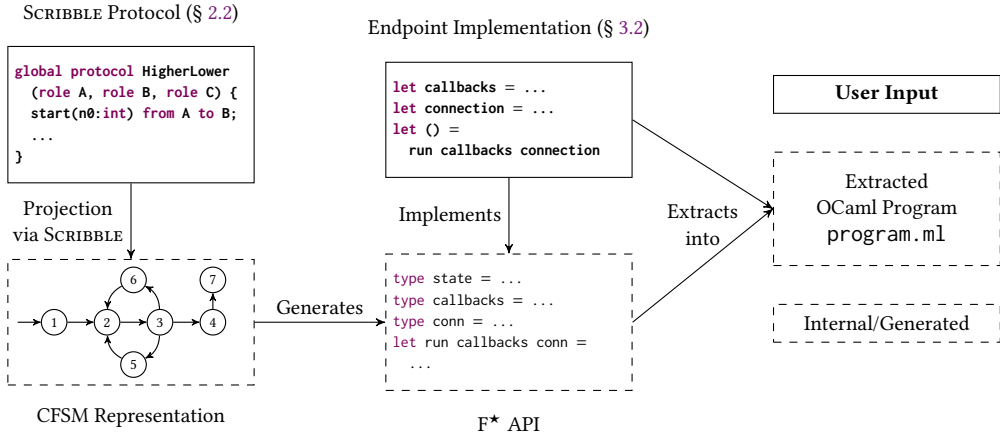 SCRIBBLE Protocol (§ 2.2)
global protocol HigherLower
(role A, role B, role C) {
start(n0:int) from A to B;
...
}
Projection
via SCRIBBLE
1
2
3
4
5
6
7
CFSM Representation
Generates
Endpoint Implementation (§ 3.2)
let callbacks = ...
let connection = ...
let () =
run callbacks connection
Implements
type state = ...
type callbacks = ...
type conn = ...
let run callbacks conn =
...
F★ API
Extracts
into
User Input
Extracted
OCaml Program
program.ml
Internal/Generated